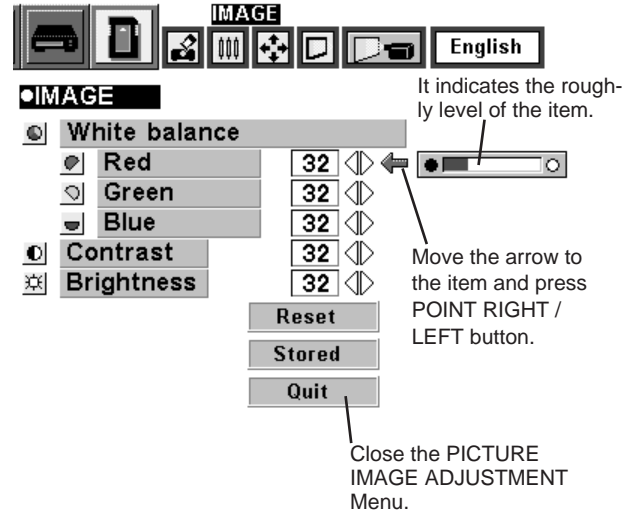 IMAGE
English
●IMAGE
It indicates the rough-
ly level of the item.
White balance
Red 32
Green 32
Blue 32
Contrast 32
Brightness 32
Move the arrow to
the item and press
POINT RIGHT /
LEFT button.
Reset
Stored
Quit
Close the PICTURE
IMAGE ADJUSTMENT
Menu.